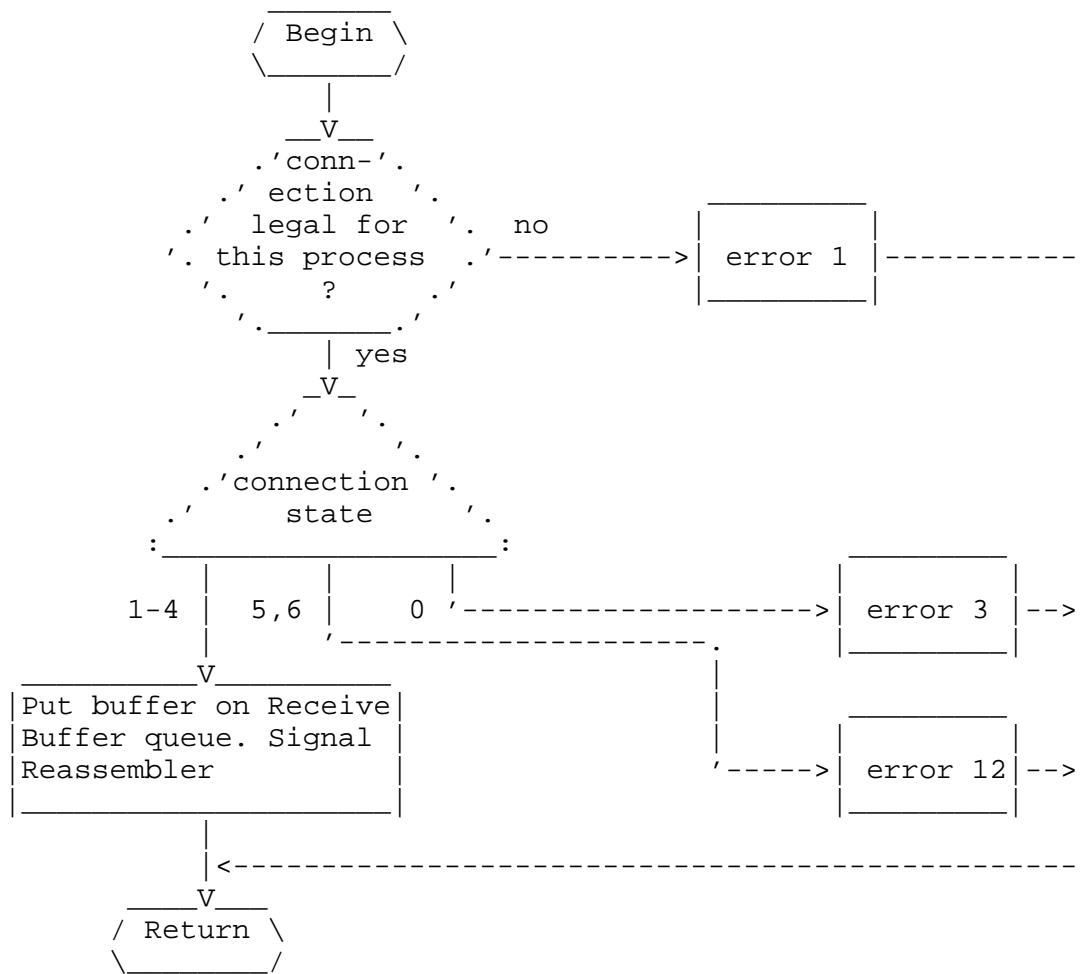 Begin
conn-
ection
legal for
this process
?
no
error 1
yes
connection
state
1-4
5,6
0
error 3
Put buffer on Receive
Buffer queue. Signal
Reassembler
error 12
Return